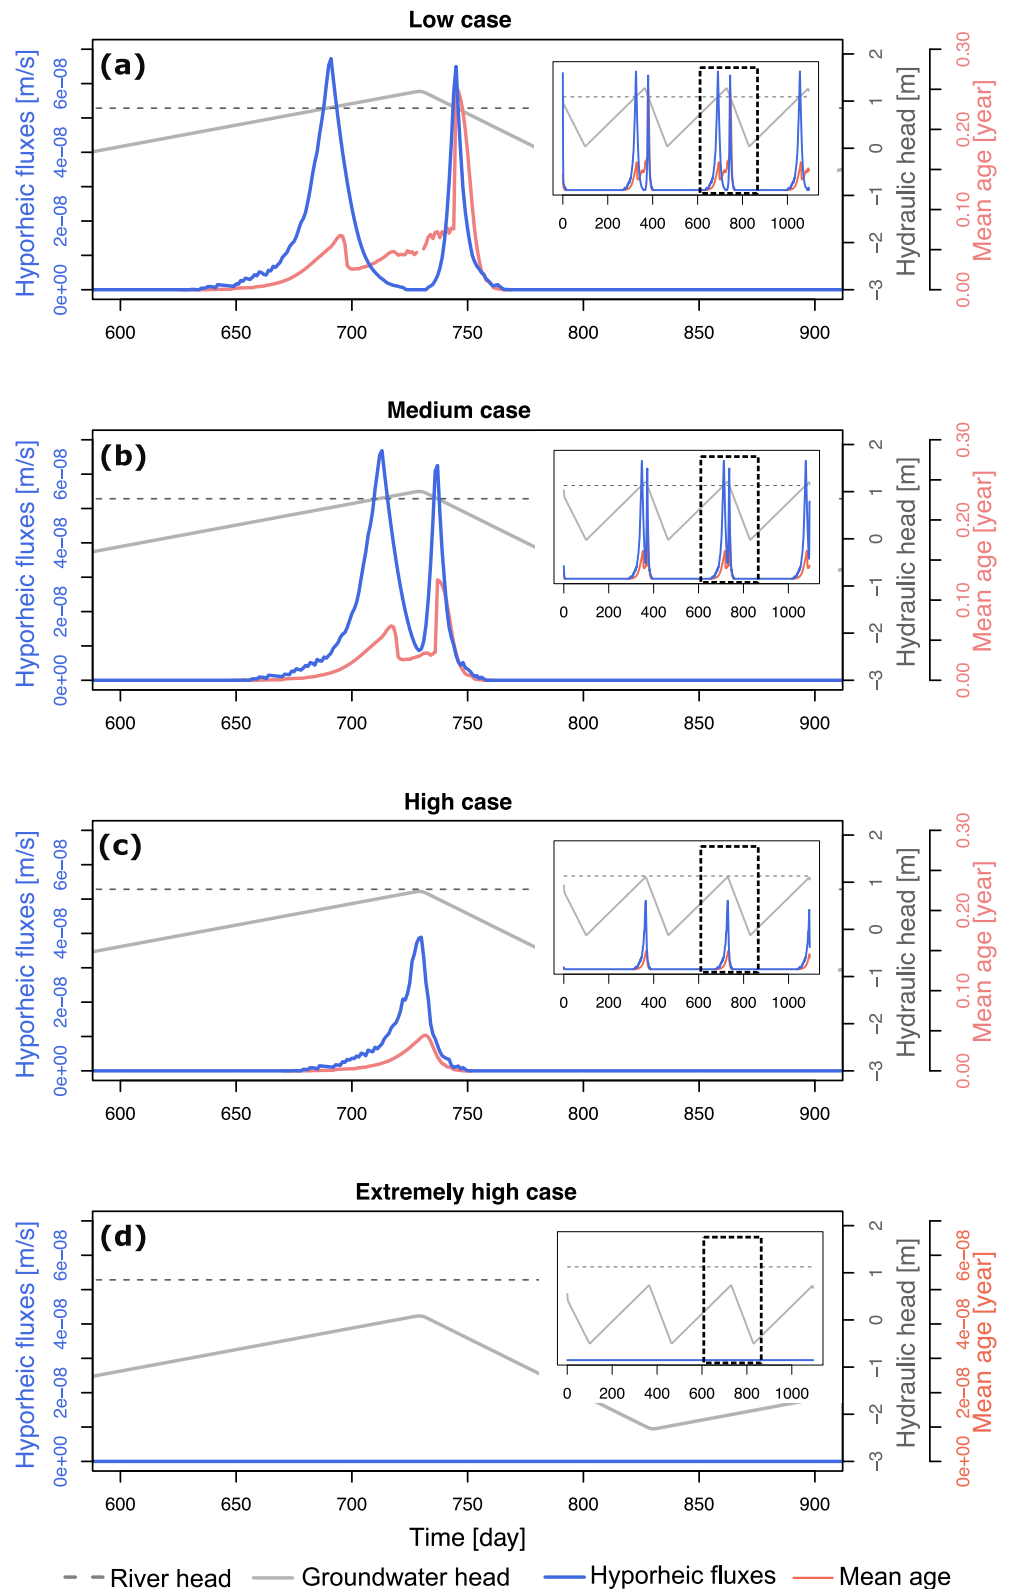 Low case
(a)
Hyporheic fluxes [m/s]
0e+00 2e−08 4e−08 6e−08
600 650 700 750 800 850 900
0 200 400 600 800 1000
−3 −2 −1 0 1 2
Hydraulic head [m]
0.00 0.10 0.20 0.30
Mean age [year]
Medium case
(b)
Hyporheic fluxes [m/s]
0e+00 2e−08 4e−08 6e−08
600 650 700 750 800 850 900
0 200 400 600 800 1000
−3 −2 −1 0 1 2
Hydraulic head [m]
0.00 0.10 0.20 0.30
Mean age [year]
High case
(c)
Hyporheic fluxes [m/s]
0e+00 2e−08 4e−08 6e−08
600 650 700 750 800 850 900
0 200 400 600 800 1000
−3 −2 −1 0 1 2
Hydraulic head [m]
0.00 0.10 0.20 0.30
Mean age [year]
Extremely high case
(d)
Hyporheic fluxes [m/s]
0e+00 2e−08 4e−08 6e−08
600 650 700 750 800 850 900
0 200 400 600 800 1000
−3 −2 −1 0 1 2
Hydraulic head [m]
0e+00 2e−08 4e−08 6e−08
Mean age [year]
Time [day]
River head Groundwater head Hyporheic fluxes Mean age